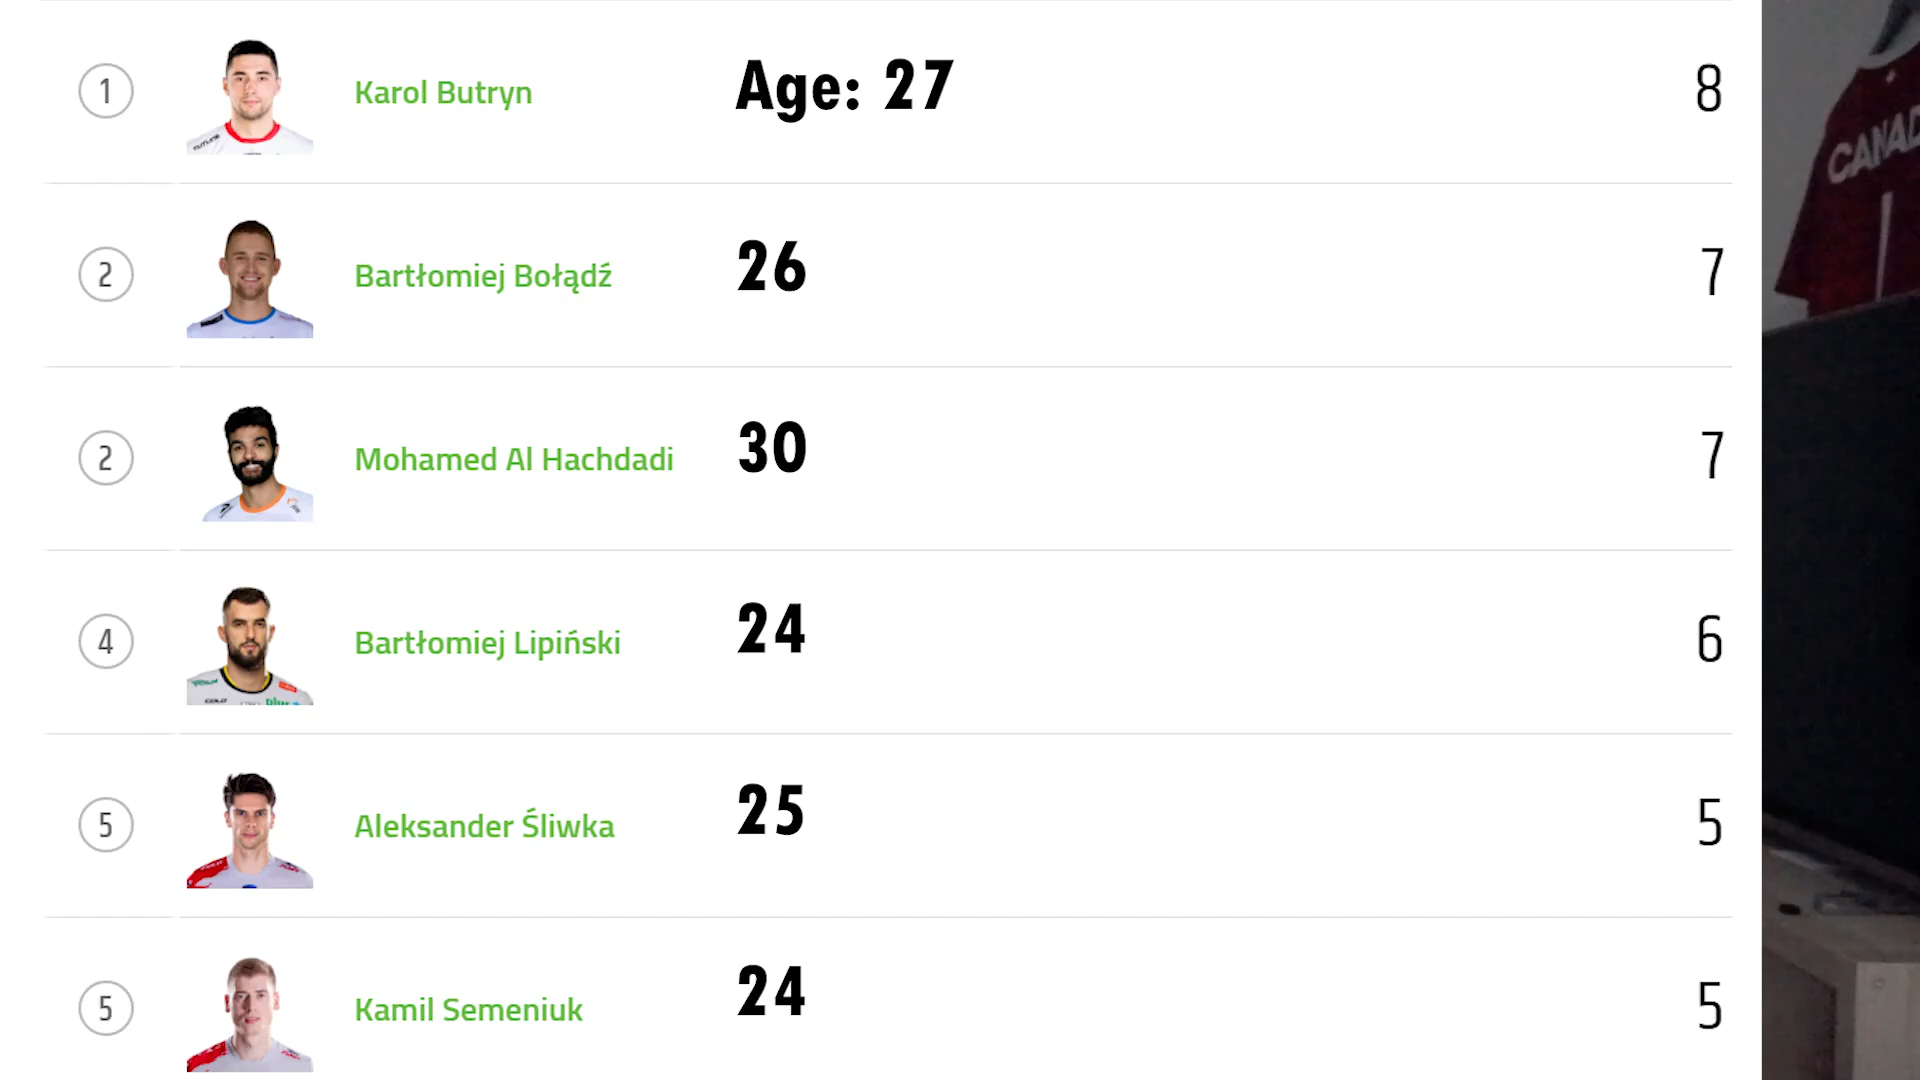 1 Karol Butryn Age: 27 8
2 Bartłomiej Bołądź 26 7
2 Mohamed Al Hachdadi 30 7
4 Bartłomiej Lipiński 24 6
5 Aleksander Śliwka 25 5
5 Kamil Semeniuk 24 5
CANAD